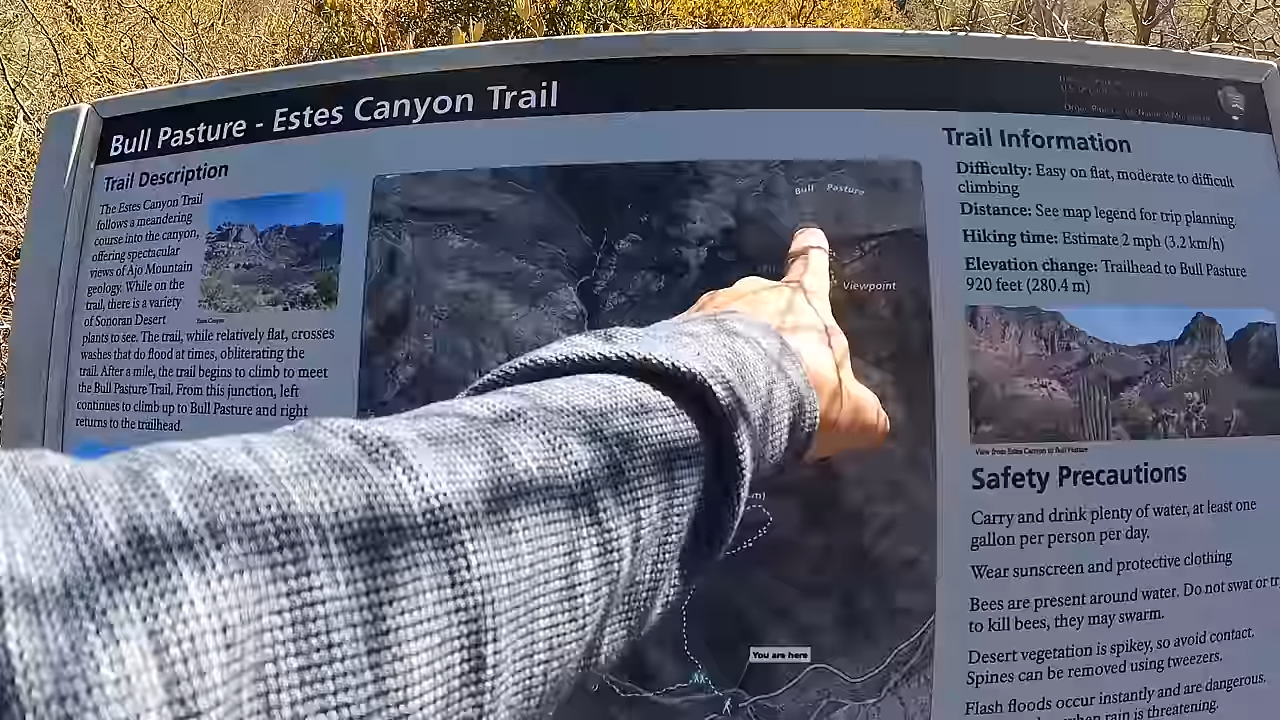 Bull Pasture - Estes Canyon Trail
Trail Description
The Estes Canyon Trail
follows a meandering
course into the canyon,
offering spectacular
views of Ajo Mountain
geology. While on the
trail, there is a variety
of Sonoran Desert
plants to see. The trail, while relatively flat, crosses
washes that do flood at times, obliterating the
trail. After a mile, the trail begins to climb to meet
the Bull Pasture Trail. From this junction, left
continues to climb up to Bull Pasture and right
returns to the trailhead.
Estes Canyon
Bull Pasture
Viewpoint
m)
You are here
Trail Information
Difficulty: Easy on flat, moderate to difficult
climbing
Distance: See map legend for trip planning.
Hiking time: Estimate 2 mph (3.2 km/h)
Elevation change: Trailhead to Bull Pasture
920 feet (280.4 m)
View from Estes Canyon to Bull Pasture
Safety Precautions
Carry and drink plenty of water, at least one
gallon per person per day.
Wear sunscreen and protective clothing
Bees are present around water. Do not swat or tr
to kill bees, they may swarm.
Desert vegetation is spikey, so avoid contact.
Spines can be removed using tweezers.
Flash floods occur instantly and are dangerous.
when rain is threatening.